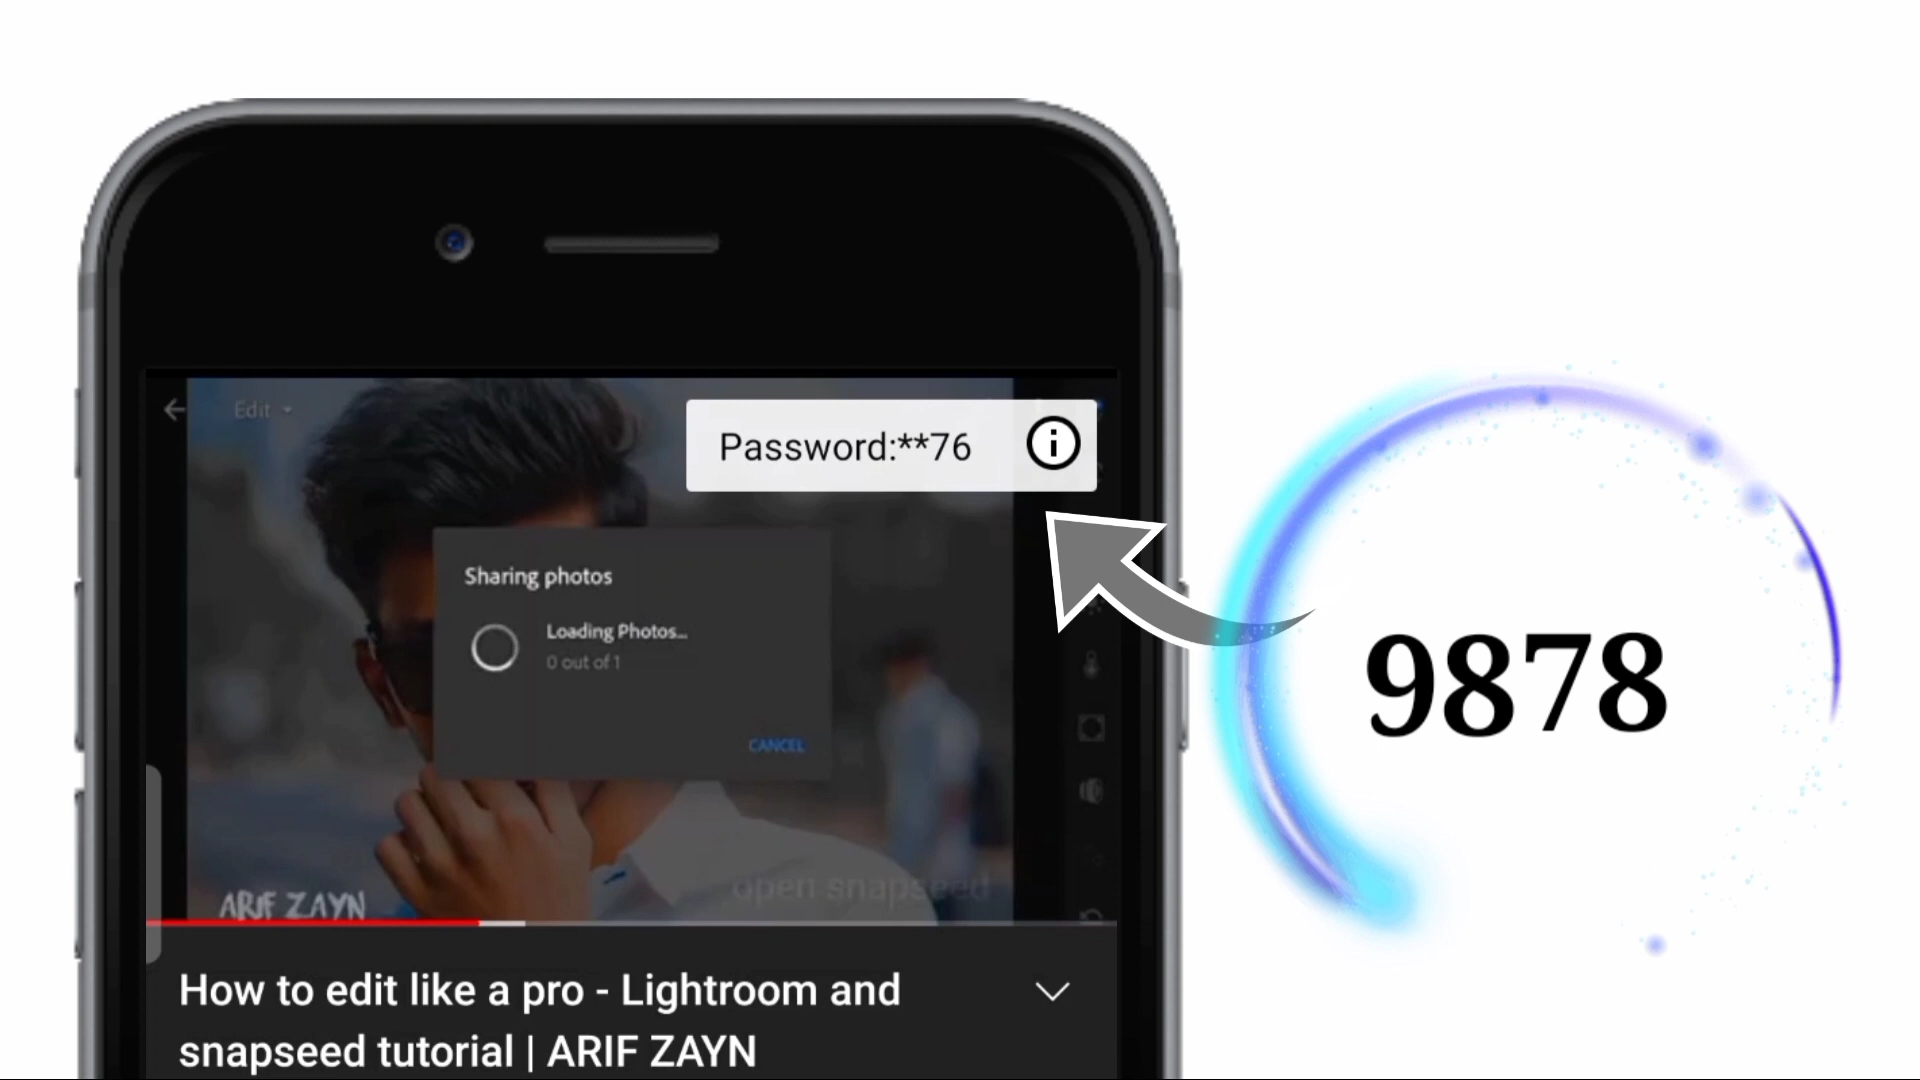 Edit
Password:**76
Sharing photos
Loading Photos...
0 out of 1
CANCEL
open snapseed
ARIF ZAYN
How to edit like a pro - Lightroom and
snapseed tutorial | ARIF ZAYN
9878